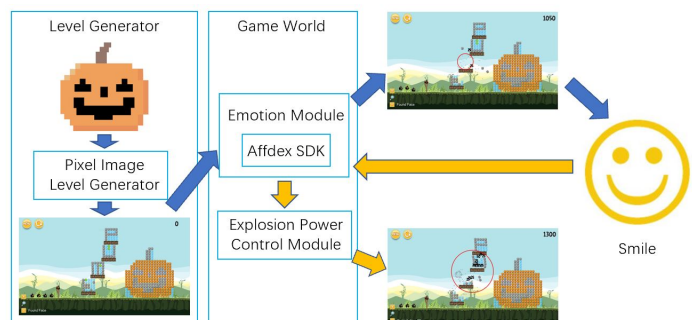 Level Generator
Game World
1050
Emotion Module
Affdex SDK
Pixel Image
Level Generator
Explosion Power
Control Module
0
1300
Smile